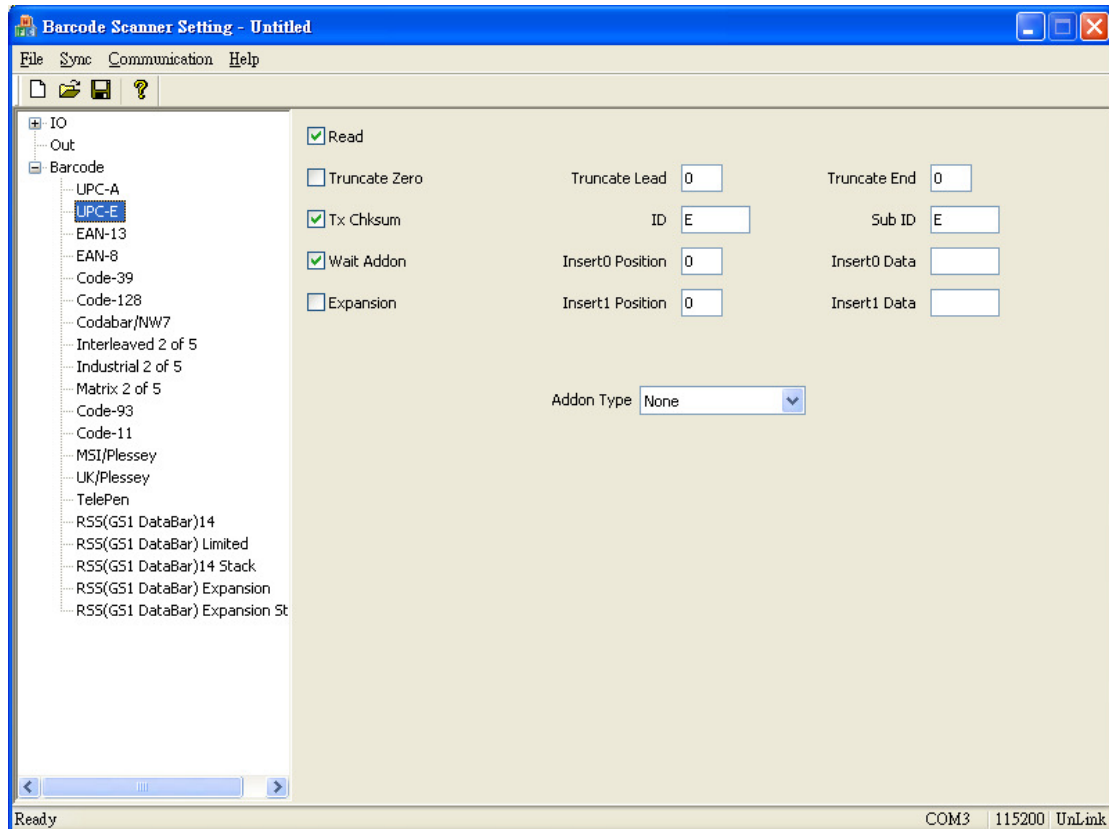 Barcode Scanner Setting - Untitled
File Sync Communication Help
IO
Out
Barcode
UPC-A
UPC-E
EAN-13
EAN-8
Code-39
Code-128
Codabar/NW7
Interleaved 2 of 5
Industrial 2 of 5
Matrix 2 of 5
Code-93
Code-11
MSI/Plessey
UK/Plessey
TelePen
RSS(GS1 DataBar)14
RSS(GS1 DataBar) Limited
RSS(GS1 DataBar)14 Stack
RSS(GS1 DataBar) Expansion
RSS(GS1 DataBar) Expansion St
Read
Truncate Zero Truncate Lead 0 Truncate End 0
Tx Chksum ID E Sub ID E
Wait Addon Insert0 Position 0 Insert0 Data
Expansion Insert1 Position 0 Insert1 Data
Addon Type None
Ready COM3 115200 UnLink